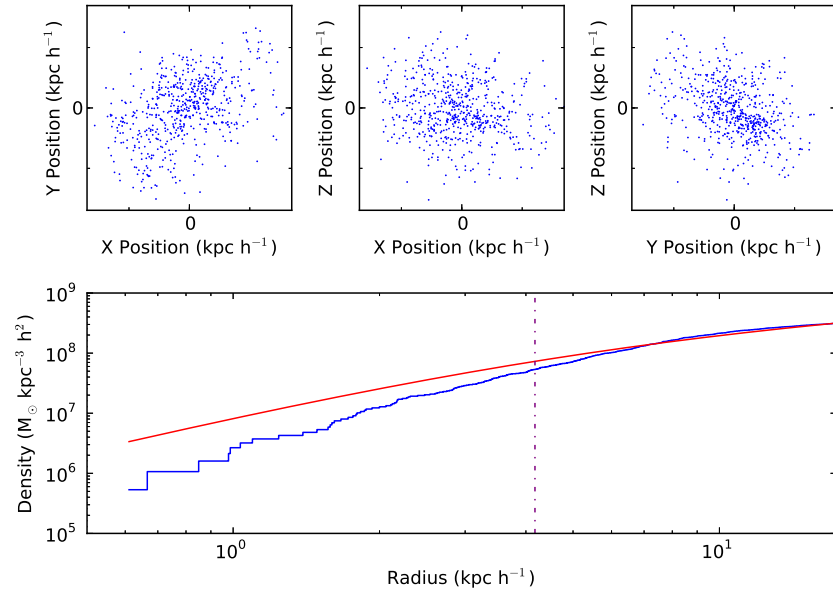 Y Position (kpc h⁻¹)
0
0
X Position (kpc h⁻¹)
Z Position (kpc h⁻¹)
0
0
X Position (kpc h⁻¹)
Z Position (kpc h⁻¹)
0
0
Y Position (kpc h⁻¹)
Density (M☉ kpc⁻³ h²)
10⁹
10⁸
10⁷
10⁶
10⁵
10⁰
10¹
Radius (kpc h⁻¹)